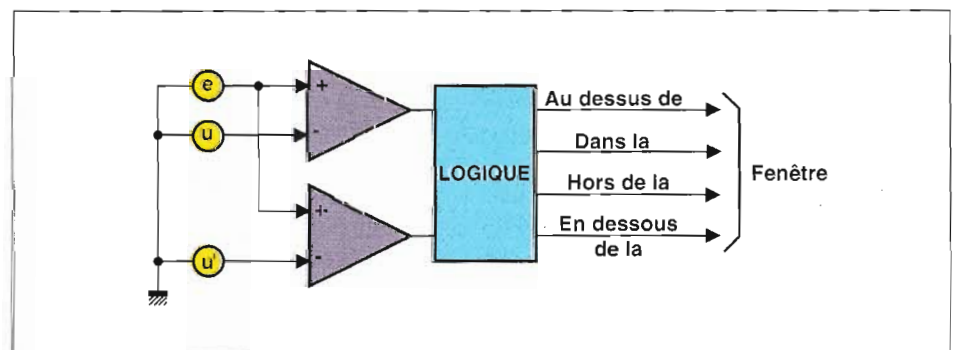 e
+
u
-
Au dessus de
Dans la
LOGIQUE
Fenêtre
Hors de la
+
En dessous
de la
u'
-